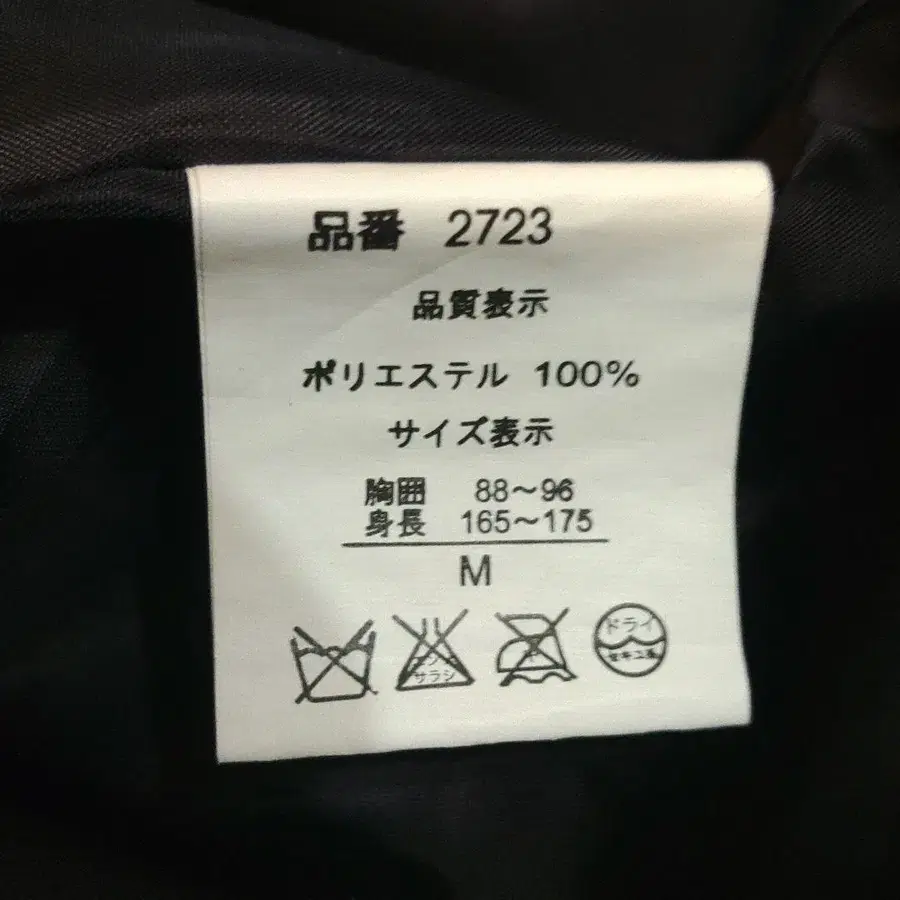 品番 2723
品質表示
ポリエステル 100%
サイズ表示
胸囲 88～96
身長 165～175
M
サラシ
ドライ
セキユ系